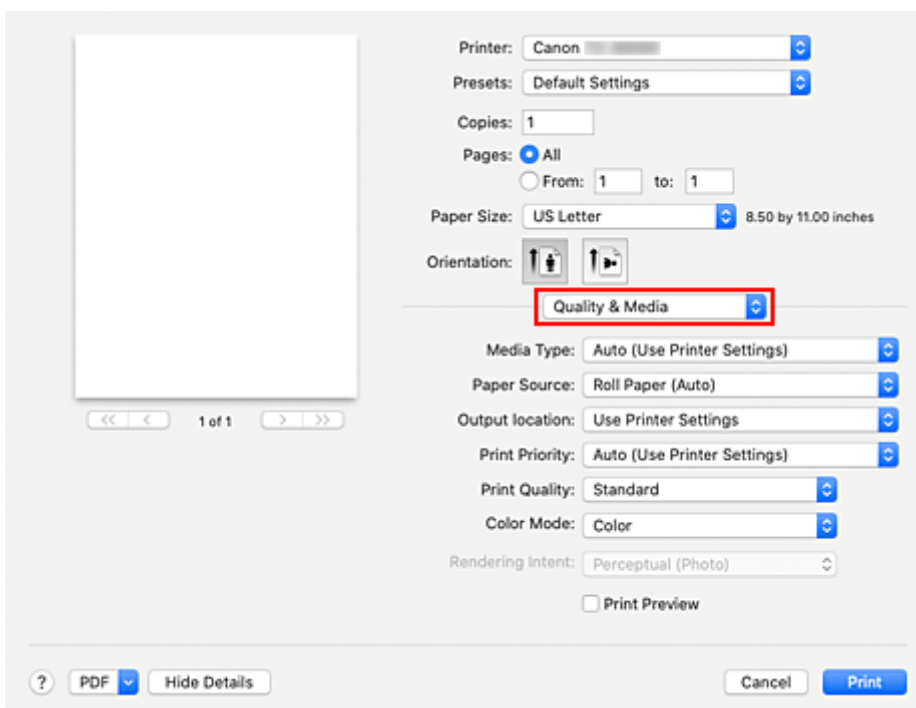 Printer: Canon
Presets: Default Settings
Copies: 1
Pages: All
From: 1 to: 1
Paper Size: US Letter 8.50 by 11.00 inches
Orientation:
Quality & Media
Media Type: Auto (Use Printer Settings)
Paper Source: Roll Paper (Auto)
1 of 1
Output location: Use Printer Settings
Print Priority: Auto (Use Printer Settings)
Print Quality: Standard
Color Mode: Color
Rendering Intent: Perceptual (Photo)
Print Preview
? PDF Hide Details Cancel Print